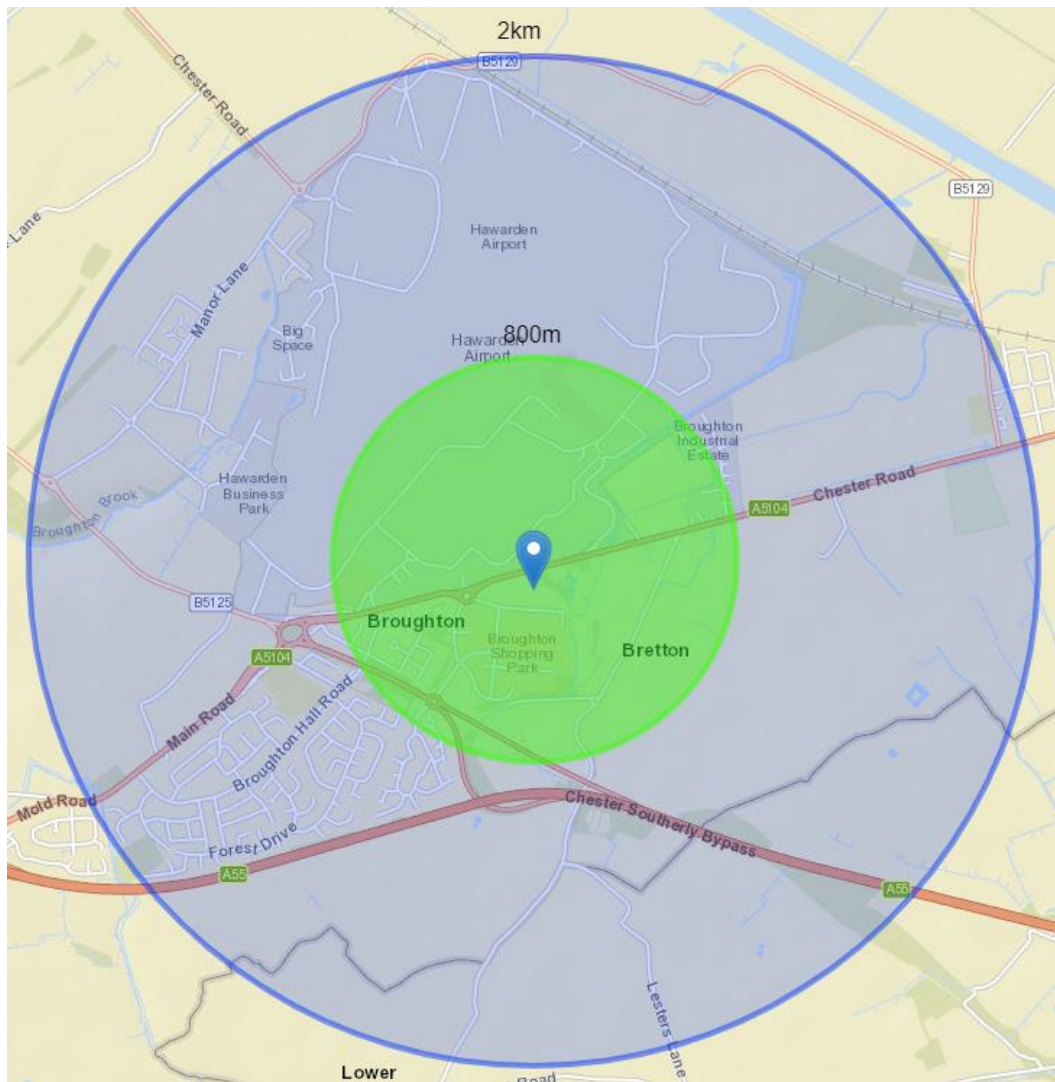 2km
B5129
Chester Road
B5129
Lane
Hawarden
Airport
Manor Lane
Big
Space
800m
Hawarden
Airport
Broughton
Industrial
Estate
Hawarden
Business
Park
Chester Road
A5104
Broughton Brook
B5125
Broughton
Broughton
Shopping
Park
Bretton
A5104
Main Road
Broughton Hall Road
Mold Road
Chester Southerly Bypass
Forest Drive
A55
A55
Lesters Lane
Lower
Road